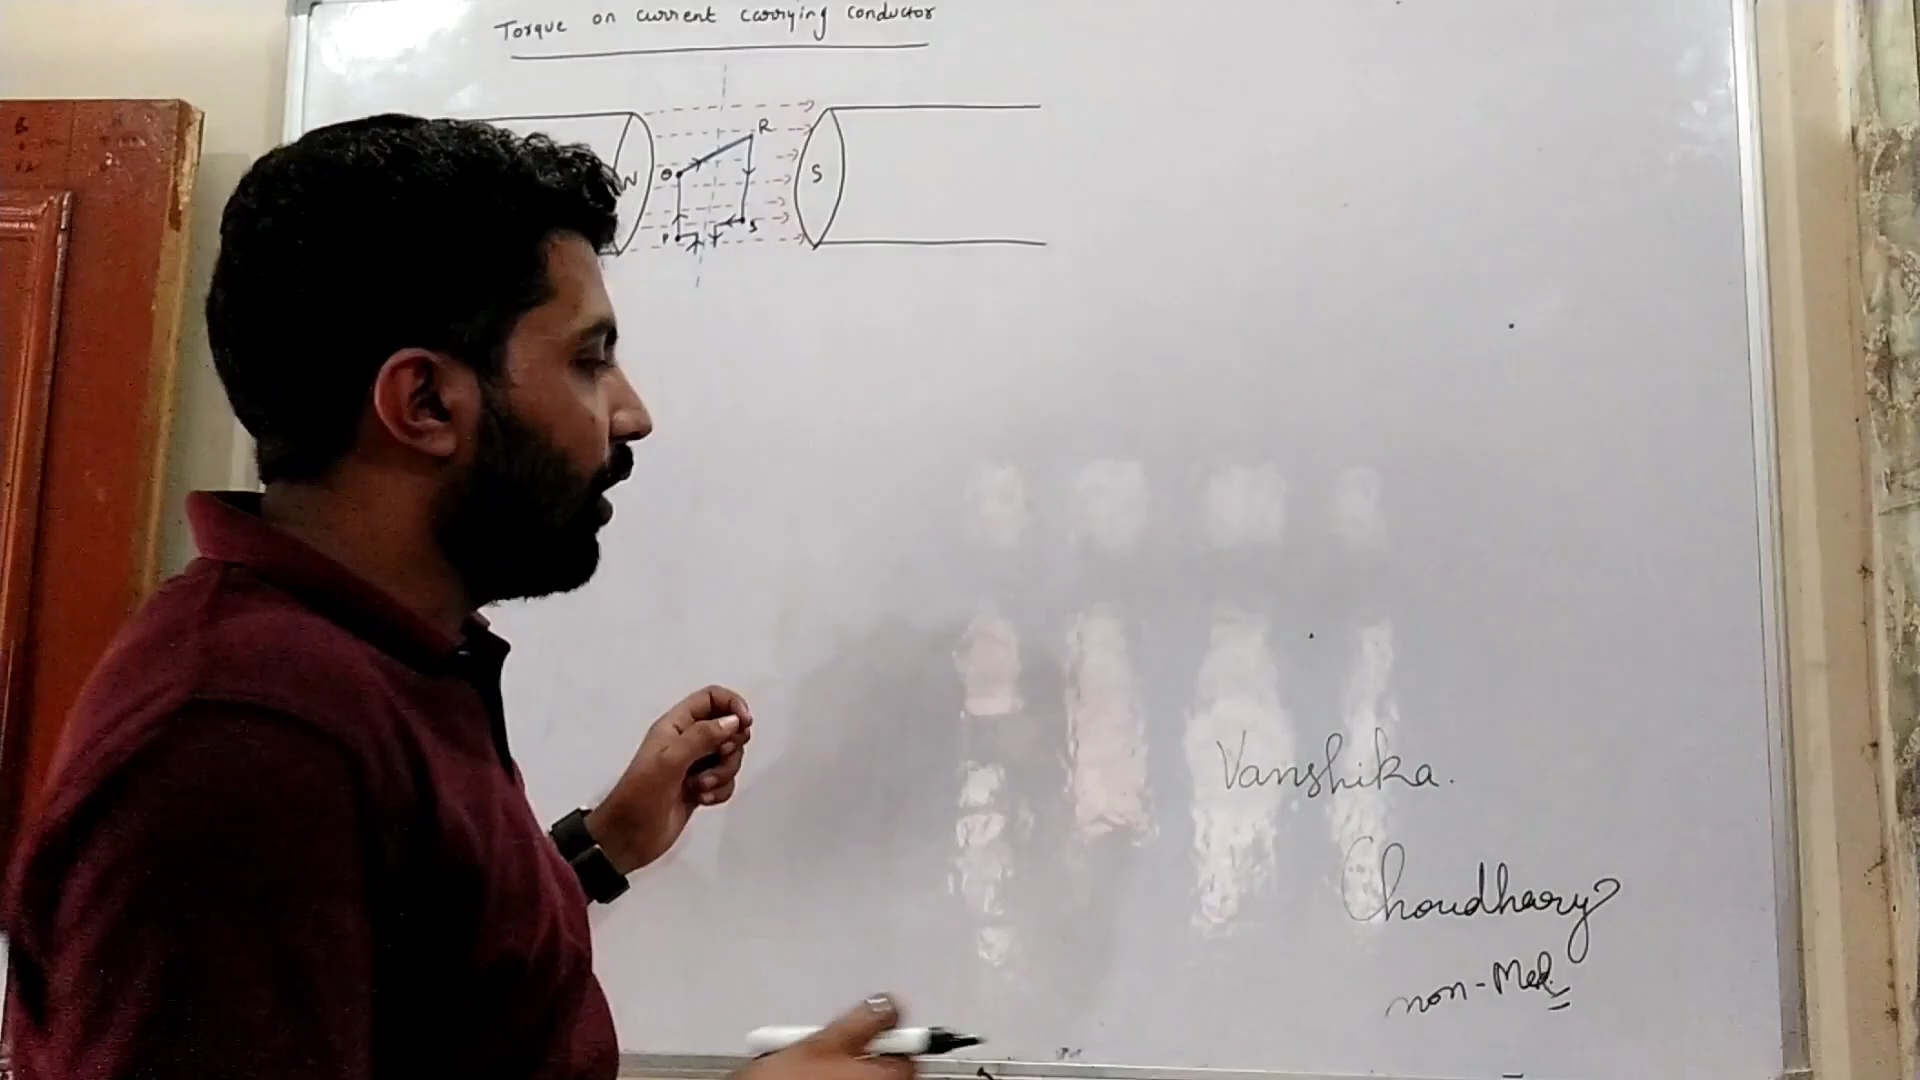 Torque on current carrying conductor
R
N
S
P
S
Vanshika.
Choudhary
non-Med.